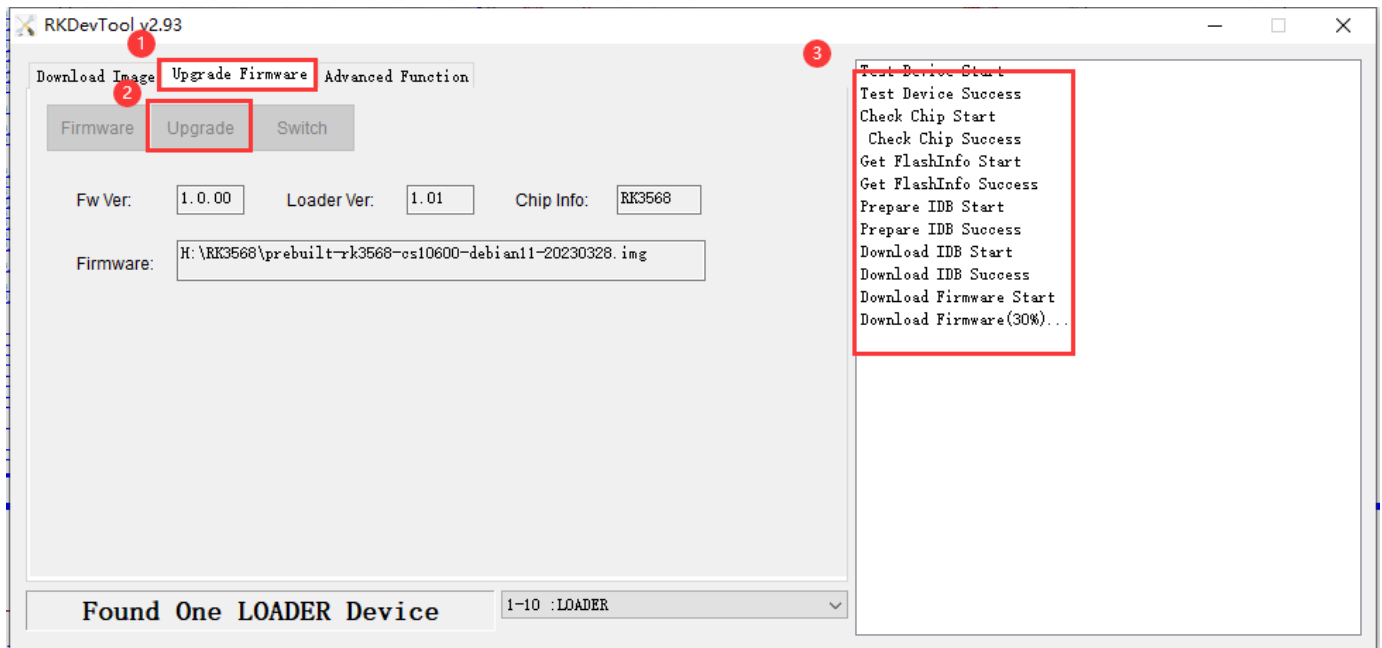 RKDevTool v2.93
1
3
Download Image Upgrade Firmware Advanced Function
2
Firmware Upgrade Switch
Fw Ver: 1.0.00 Loader Ver: 1.01 Chip Info: RK3568
Firmware: H:\RK3568\prebuilt-rk3568-cs10600-debian11-20230328.img
Test Device Start
Test Device Success
Check Chip Start
Check Chip Success
Get FlashInfo Start
Get FlashInfo Success
Prepare IDB Start
Prepare IDB Success
Download IDB Start
Download IDB Success
Download Firmware Start
Download Firmware(30%)...
Found One LOADER Device
1-10 :LOADER